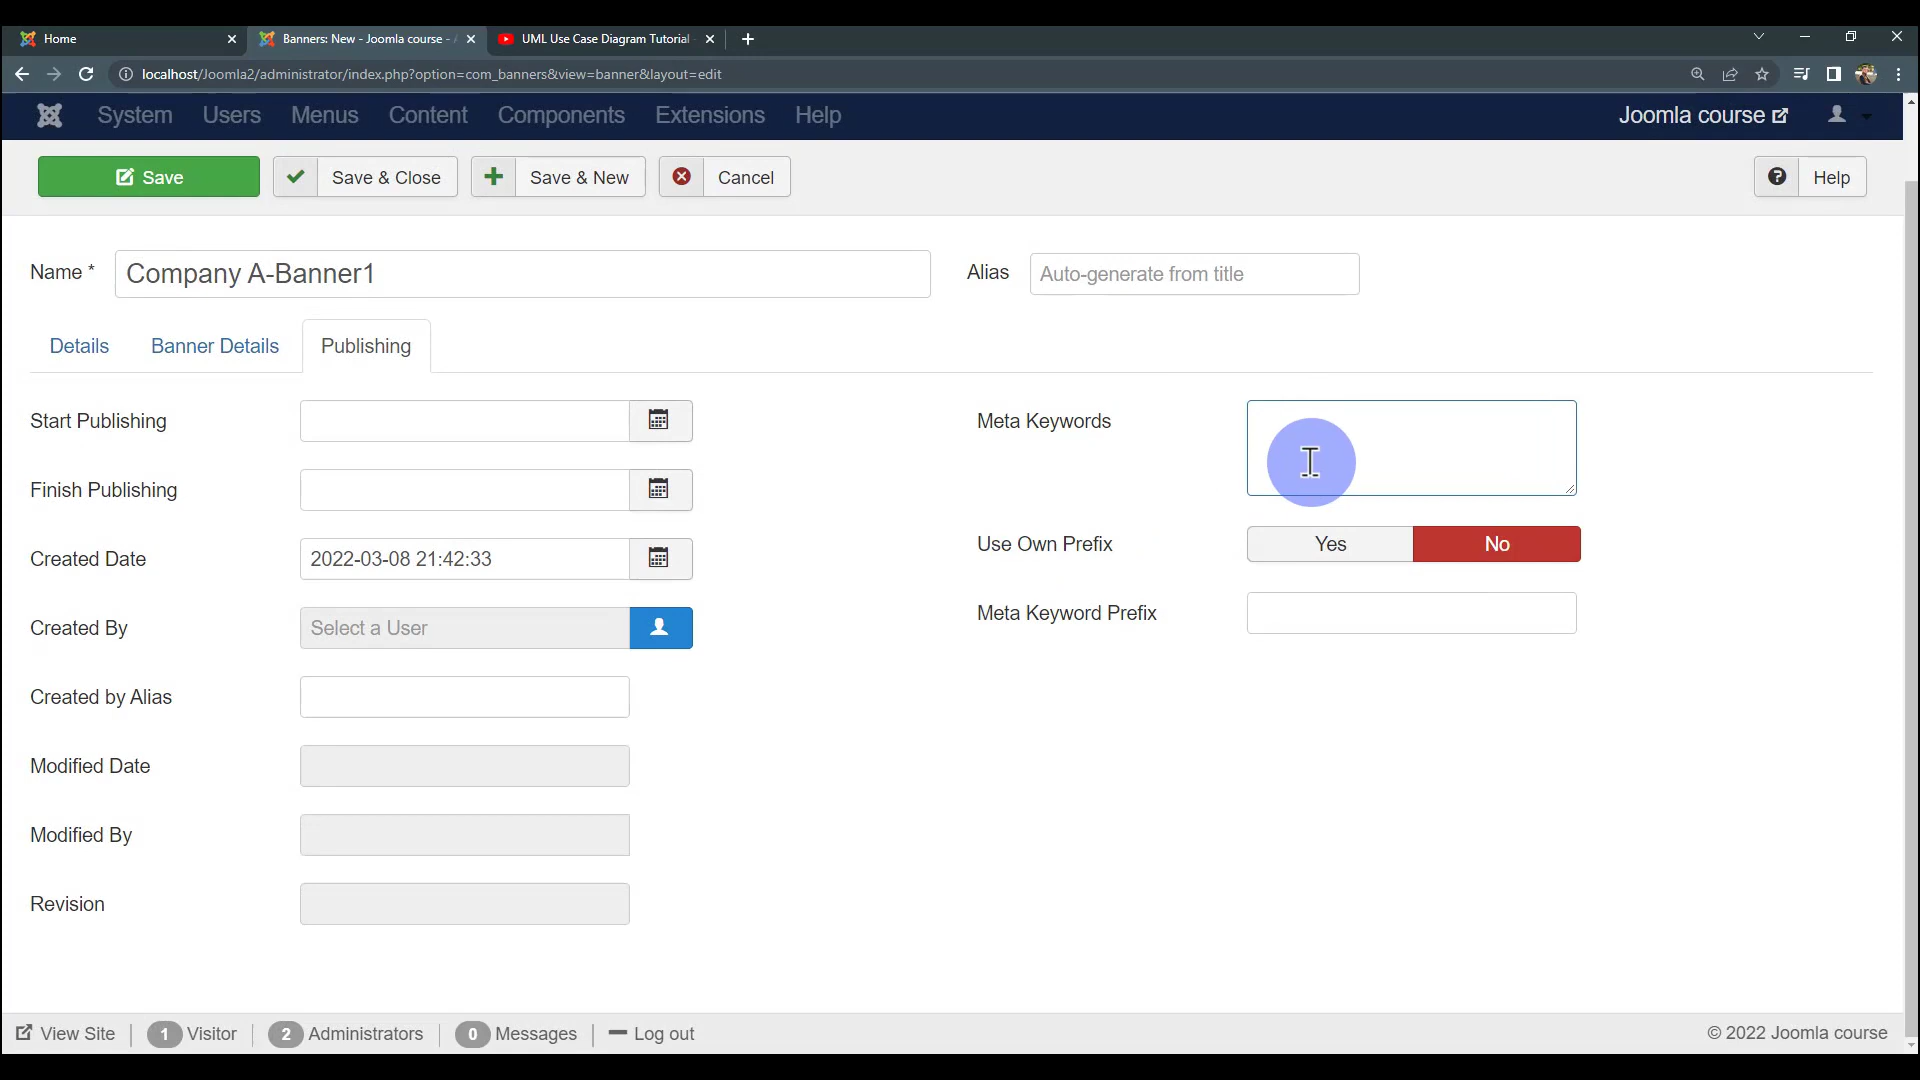 Home
Banners: New - Joomla course - A
UML Use Case Diagram Tutorial
localhost/Joomla2/administrator/index.php?option=com_banners&view=banner&layout=edit
System Users Menus Content Components Extensions Help
Joomla course
Save
Save & Close
Save & New
Cancel
Help
Name *
Company A-Banner1
Alias
Auto-generate from title
Details
Banner Details
Publishing
Start Publishing
Meta Keywords
Finish Publishing
Use Own Prefix
Yes
No
Created Date
2022-03-08 21:42:33
Meta Keyword Prefix
Created By
Select a User
Created by Alias
Modified Date
Modified By
Revision
View Site
1 Visitor
2 Administrators
0 Messages
Log out
© 2022 Joomla course